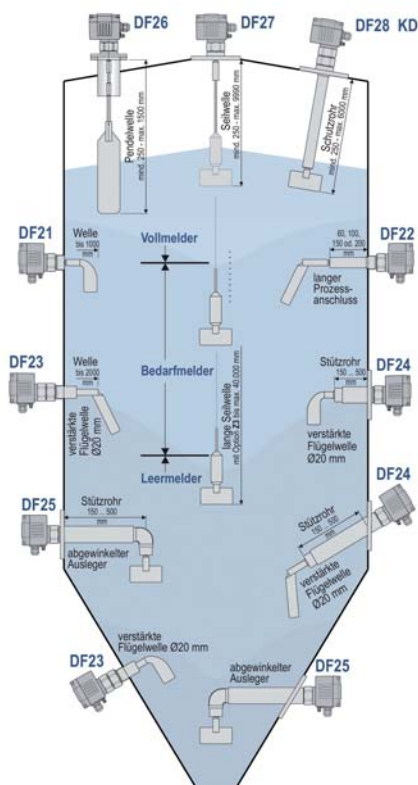 DF26
DF27
DF28 KD
Pendelwelle
mind. 250 - max. 1500 mm
Seilwelle
mind. 250 - max. 9990 mm
Schutzrohr
mind. 250 - max. 6000 mm
DF21
Welle
bis 1000
mm
Vollmelder
60, 100,
150 od. 200
mm
DF22
langer
Prozess-
anschluss
DF23
Welle
bis 2000
mm
verstärkte
Flügelwelle
Ø20 mm
Bedarfmelder
lange Seilwelle
mit Option Z3 bis max. 40.000 mm
Stützrohr
150 ... 500
mm
DF24
verstärkte
Flügelwelle
Ø20 mm
Leermelder
DF25
Stützrohr
150 ... 500
mm
abgewinkelter
Ausleger
DF24
Stützrohr
150 ... 500
mm
verstärkte
Flügelwelle
Ø20 mm
DF23
verstärkte
Flügelwelle Ø20 mm
abgewinkelter
Ausleger
DF25